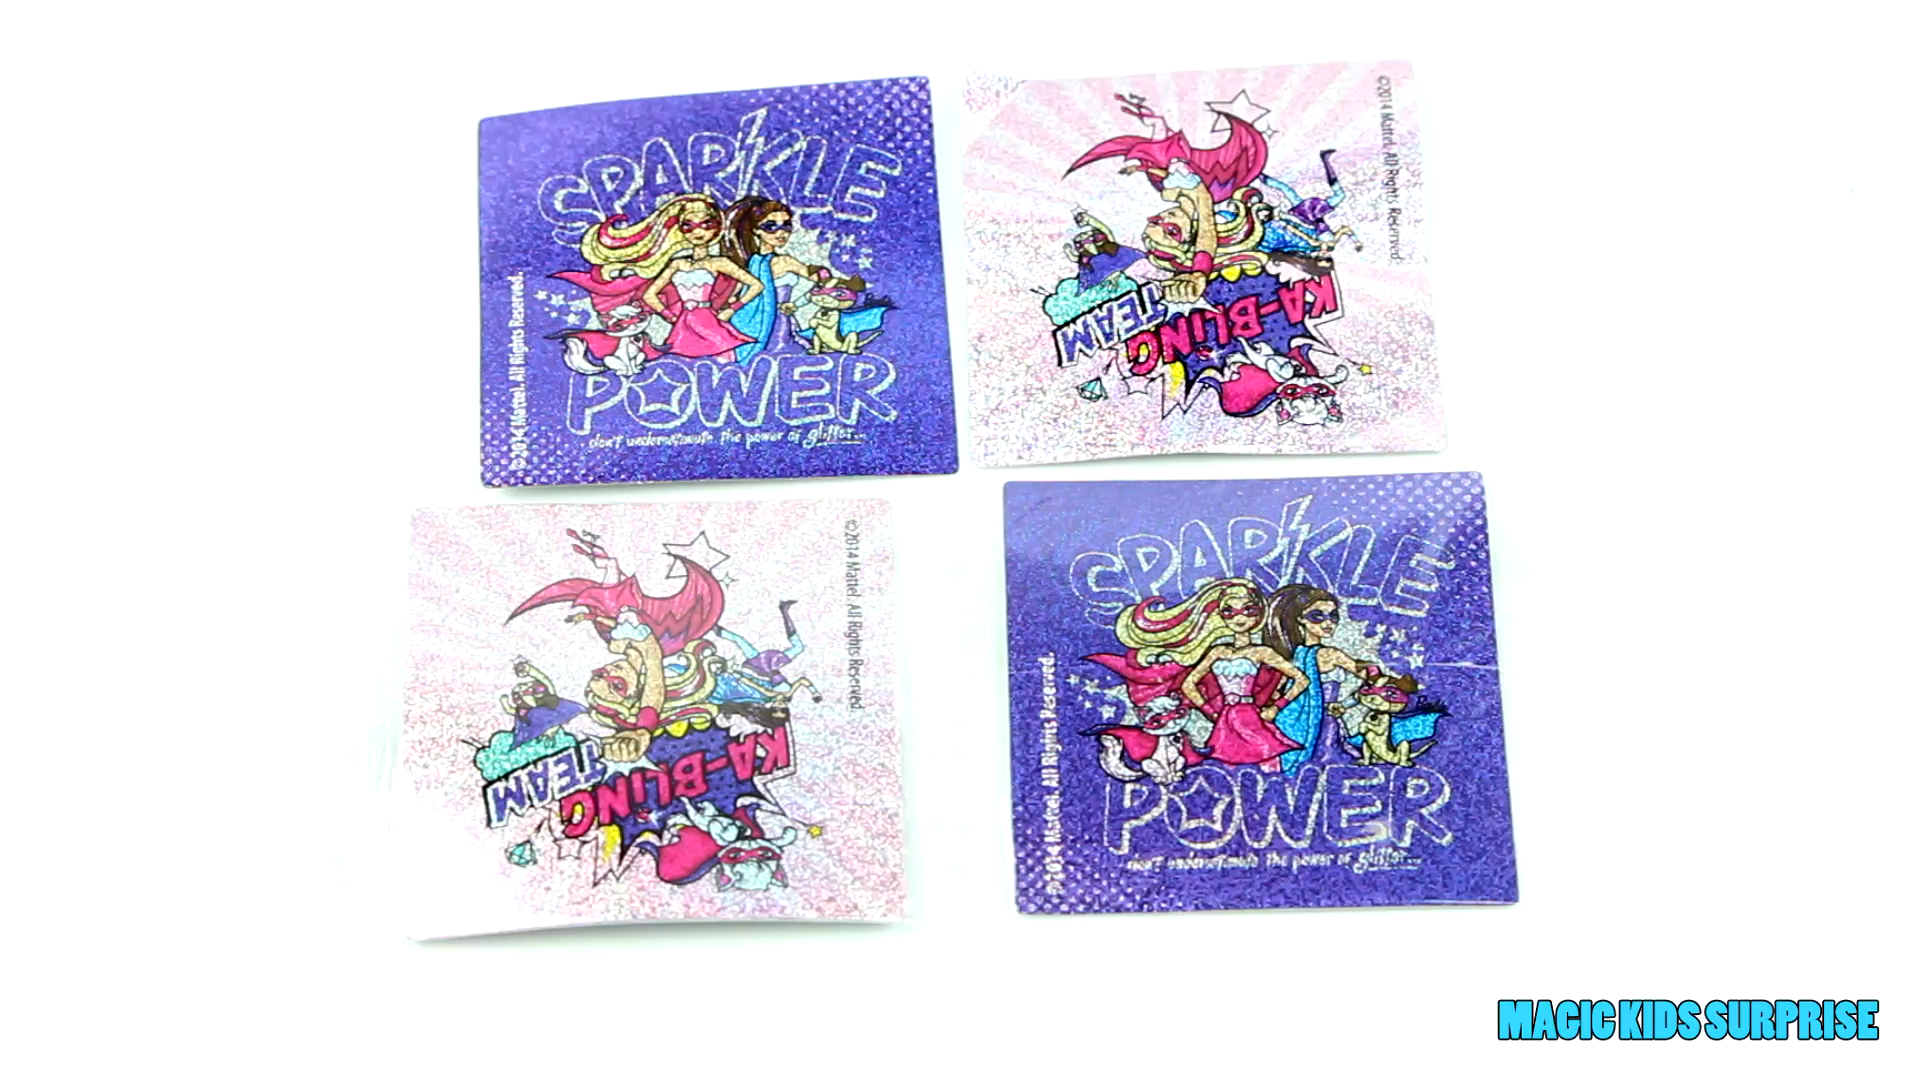 SPARKLE
POWER
don't underestimate the power of glitter...
©2014 Mattel. All Rights Reserved.
©2014 Mattel. All Rights Reserved.
KA-BLING
TEAM
©2014 Mattel. All Rights Reserved.
KA-BLING
TEAM
SPARKLE
POWER
don't underestimate the power of glitter...
©2014 Mattel. All Rights Reserved.
MAGIC KIDS SURPRISE